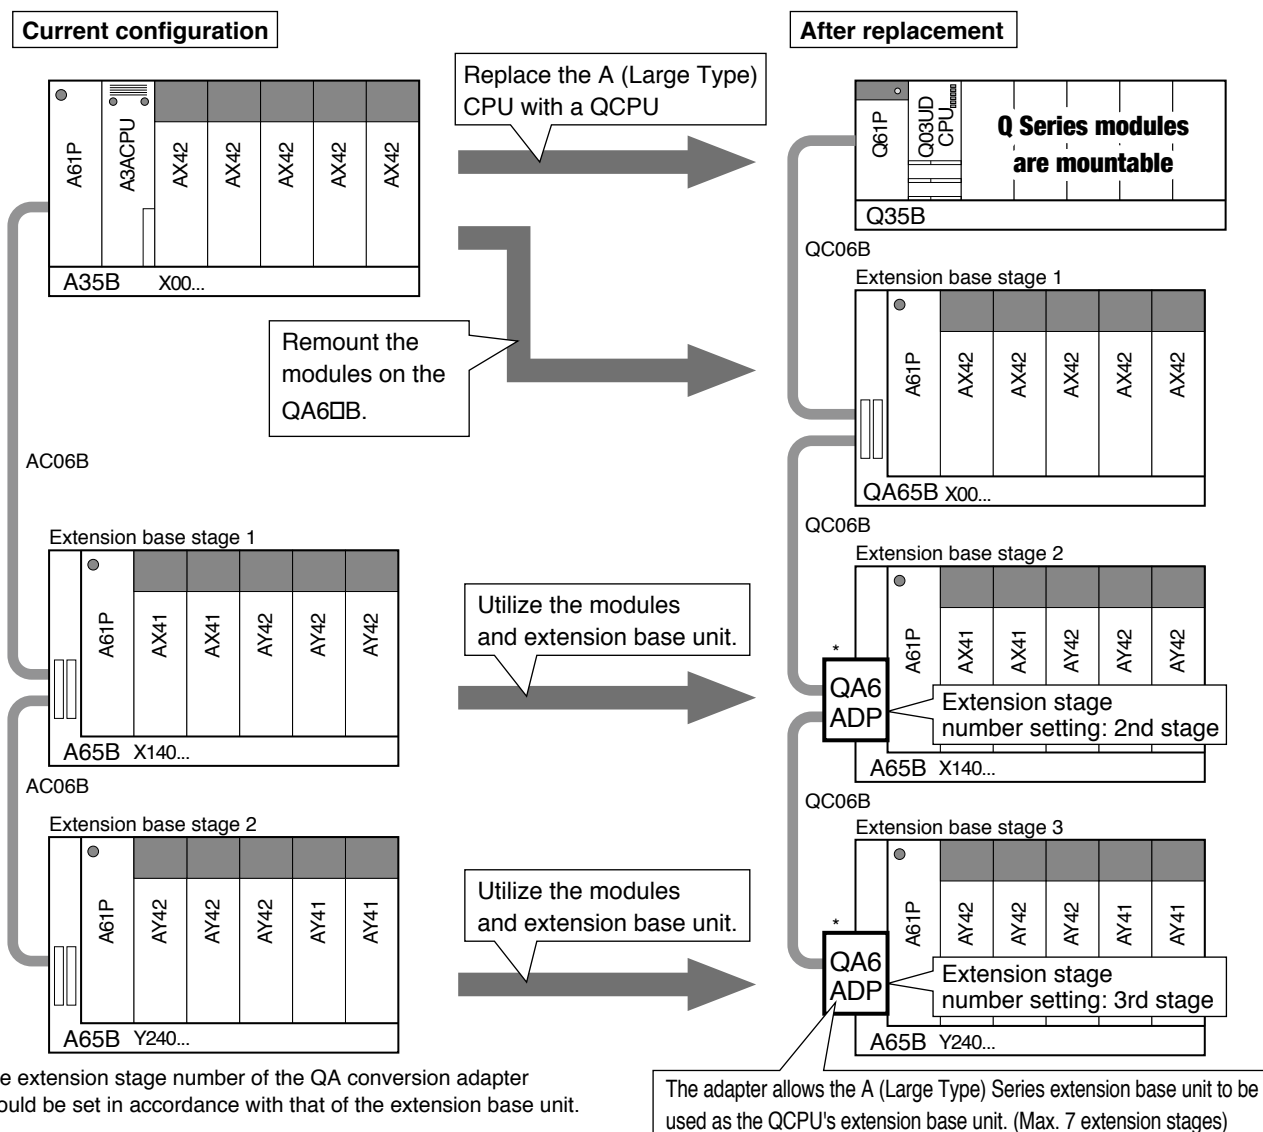 Current configuration
After replacement
Replace the A (Large Type)
CPU with a QCPU
A61P
A3ACPU
AX42
AX42
AX42
AX42
AX42
A35B X00...
Q61P
Q03UD
CPU
Q Series modules
are mountable
Q35B
QC06B
Extension base stage 1
Remount the
modules on the
QA6□B.
A61P
AX42
AX42
AX42
AX42
AX42
QA65B X00...
AC06B
QC06B
Extension base stage 1
A61P
AX41
AX41
AY42
AY42
AY42
A65B X140...
Utilize the modules
and extension base unit.
Extension base stage 2
*
QA6
ADP
A61P
AX41
AX41
AY42
AY42
AY42
Extension stage
number setting: 2nd stage
A65B X140...
AC06B
QC06B
Extension base stage 2
A61P
AY42
AY42
AY42
AY41
AY41
A65B Y240...
Utilize the modules
and extension base unit.
Extension base stage 3
*
QA6
ADP
A61P
AY42
AY42
AY42
AY41
AY41
Extension stage
number setting: 3rd stage
A65B Y240...
extension stage number of the QA conversion adapter
be set in accordance with that of the extension base unit.
The adapter allows the A (Large Type) Series extension base unit to be
used as the QCPU's extension base unit. (Max. 7 extension stages)